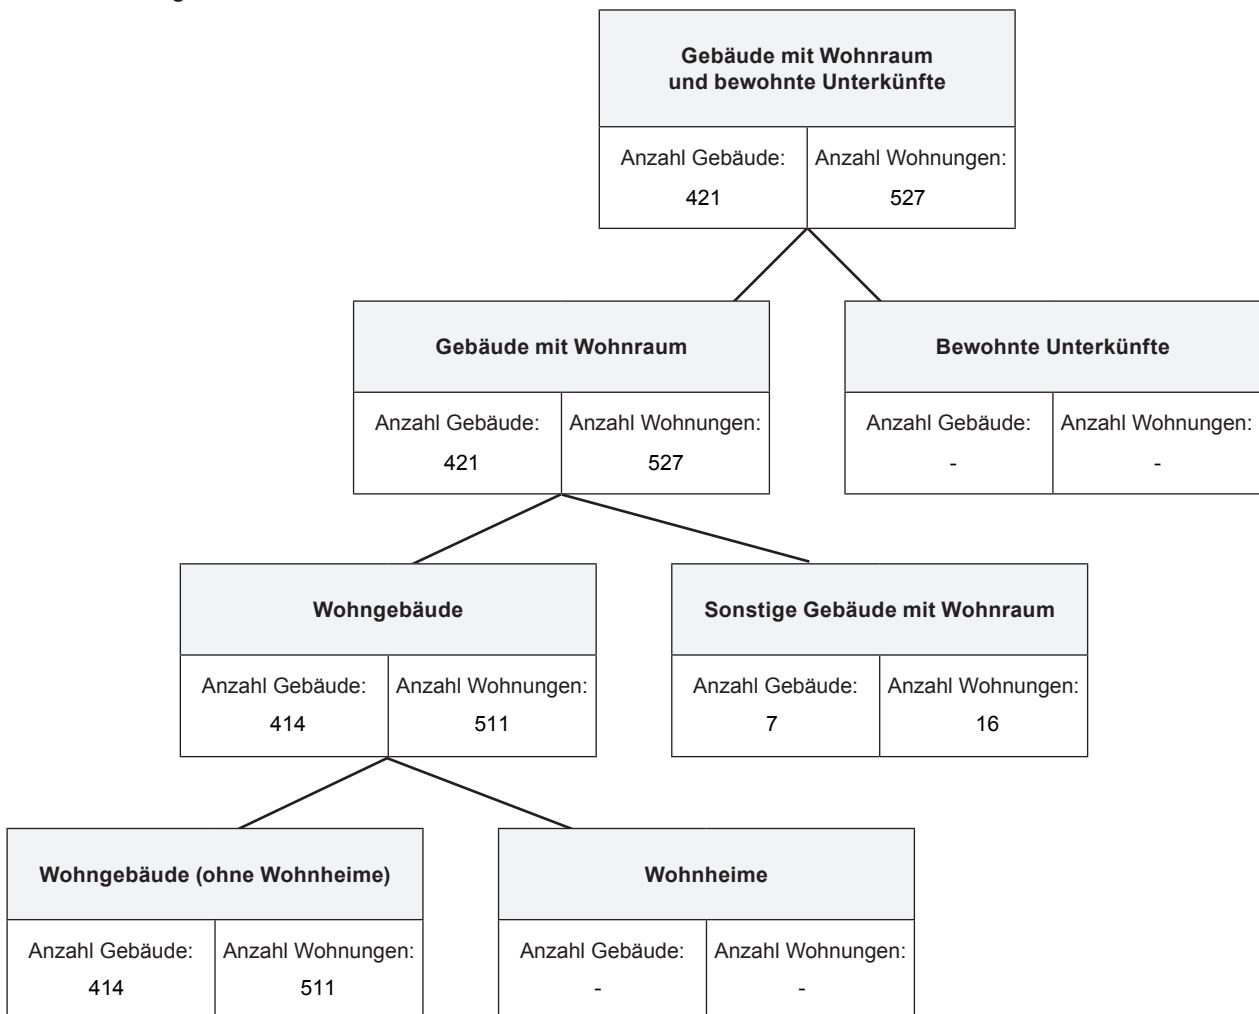 Gebäude mit Wohnraum
und bewohnte Unterkünfte
Anzahl Gebäude: Anzahl Wohnungen:
421 527
Gebäude mit Wohnraum
Anzahl Gebäude: Anzahl Wohnungen:
421 527
Bewohnte Unterkünfte
Anzahl Gebäude: Anzahl Wohnungen:
- -
Wohngebäude
Anzahl Gebäude: Anzahl Wohnungen:
414 511
Sonstige Gebäude mit Wohnraum
Anzahl Gebäude: Anzahl Wohnungen:
7 16
Wohngebäude (ohne Wohnheime)
Anzahl Gebäude: Anzahl Wohnungen:
414 511
Wohnheime
Anzahl Gebäude: Anzahl Wohnungen:
- -